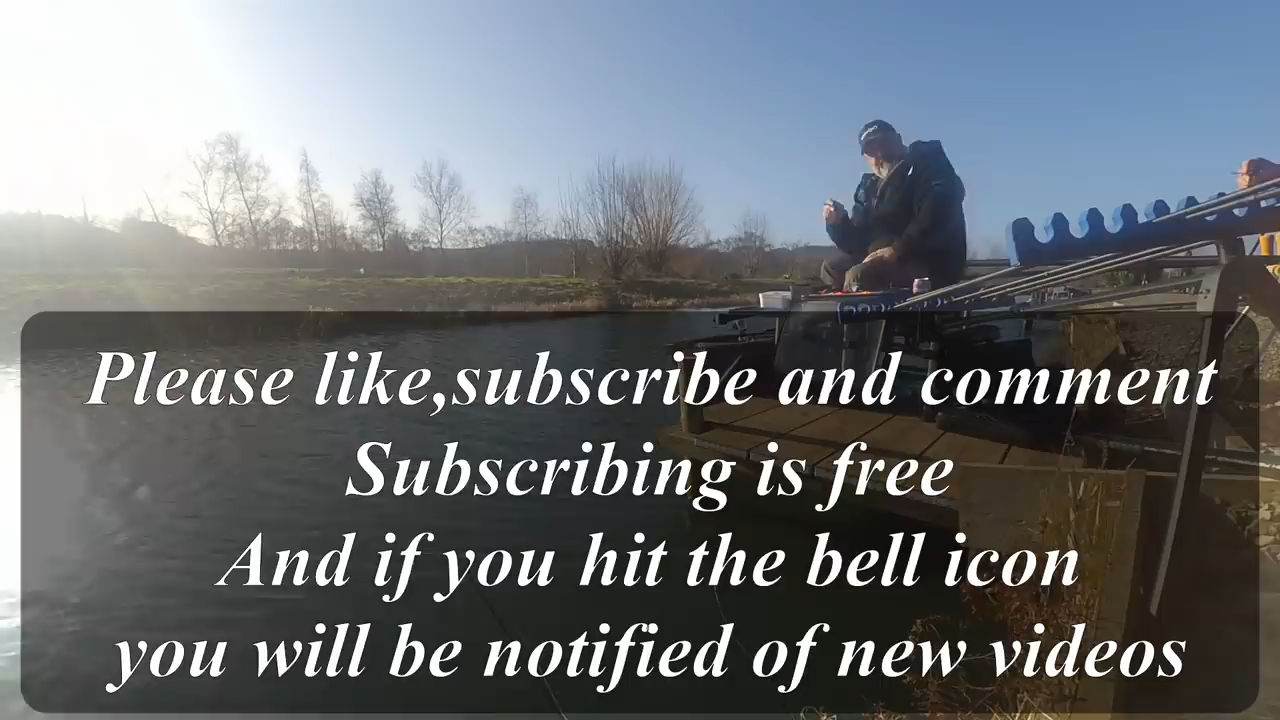 Please like,subscribe and comment
Subscribing is free
And if you hit the bell icon
you will be notified of new videos